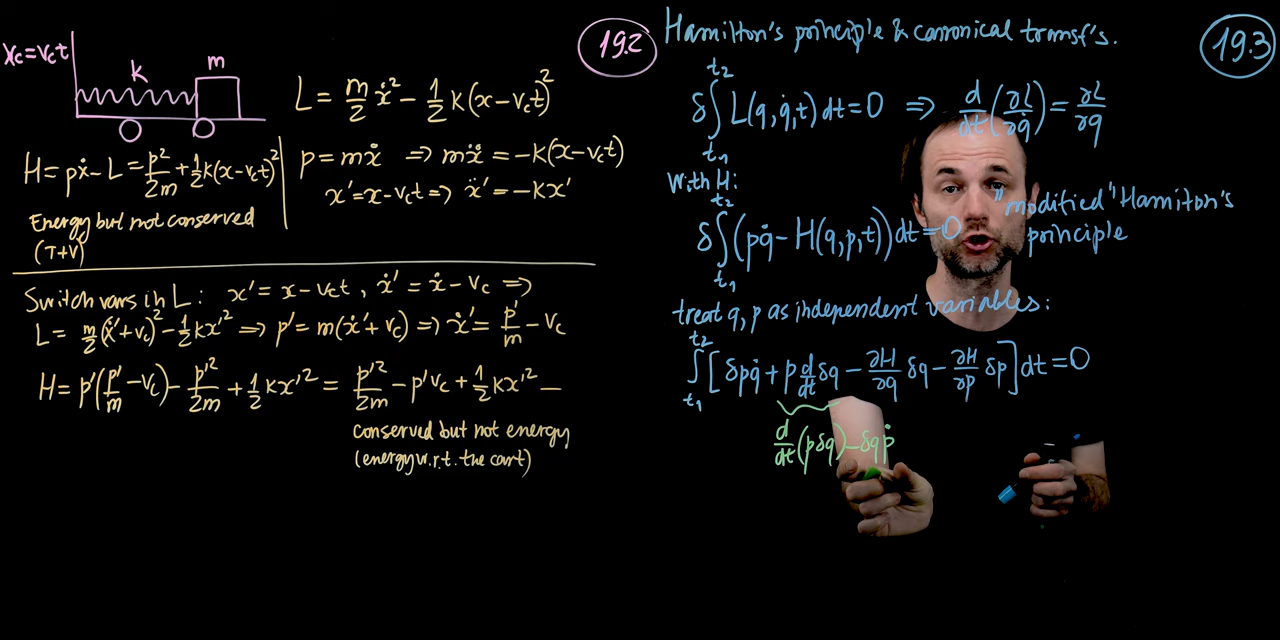 x_c = v_c t
k
m
19.2
L = m/2 ẋ² − 1/2 k(x − v_c t)²
H = pẋ − L = p²/2m + 1/2 k(x − v_c t)²
Energy but not conserved
(T+V)
p = mẋ ⇒ mẍ = −k(x − v_c t)
x' = x − v_c t ⇒ ẍ' = −kx'
Switch vars in L: x' = x − v_c t, ẋ' = ẋ − v_c ⇒
L = m/2 (ẋ' + v_c)² − 1/2 kx'² ⇒ p' = m(ẋ' + v_c) ⇒ ẋ' = p'/m − v_c
H = p'(p'/m − v_c) − p'²/2m + 1/2 kx'² = p'²/2m − p'v_c + 1/2 kx'² —
conserved but not energy
(energy w.r.t. the cart)
Hamilton's principle & canonical transf's.
19.3
δ∫_{t₁}^{t₂} L(q, q̇, t) dt = 0 ⇒ d/dt (∂L/∂q̇) = ∂L/∂q
With H:
δ∫_{t₁}^{t₂} (pq̇ − H(q,p,t)) dt = 0
"modified" Hamiton's
principle
treat q, p as independent variables:
∫_{t₁}^{t₂} [δpq̇ + p d/dt δq − ∂H/∂q δq − ∂H/∂p δp] dt = 0
d/dt (pδq) − δqṗ